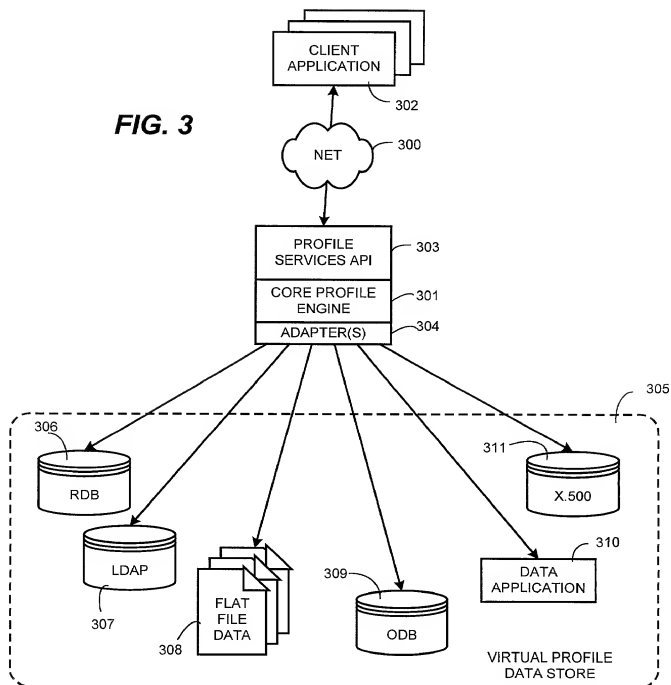 CLIENT
APPLICATION
302
FIG. 3
NET
300
PROFILE
SERVICES API
303
CORE PROFILE
ENGINE
301
ADAPTER(S)
304
305
306
RDB
311
X.500
LDAP
307
FLAT
FILE
DATA
308
309
ODB
310
DATA
APPLICATION
VIRTUAL PROFILE
DATA STORE